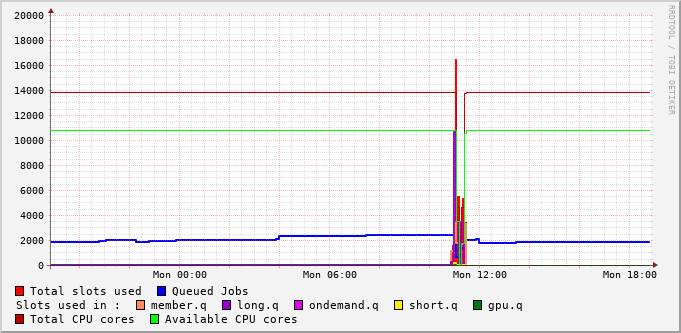 RRDTOOL / TOBI OETIKER
20000
18000
16000
14000
12000
10000
8000
6000
4000
2000
0
Mon 00:00 Mon 06:00 Mon 12:00 Mon 18:00
Total slots used Queued Jobs
Slots used in : member.q long.q ondemand.q short.q gpu.q
Total CPU cores Available CPU cores